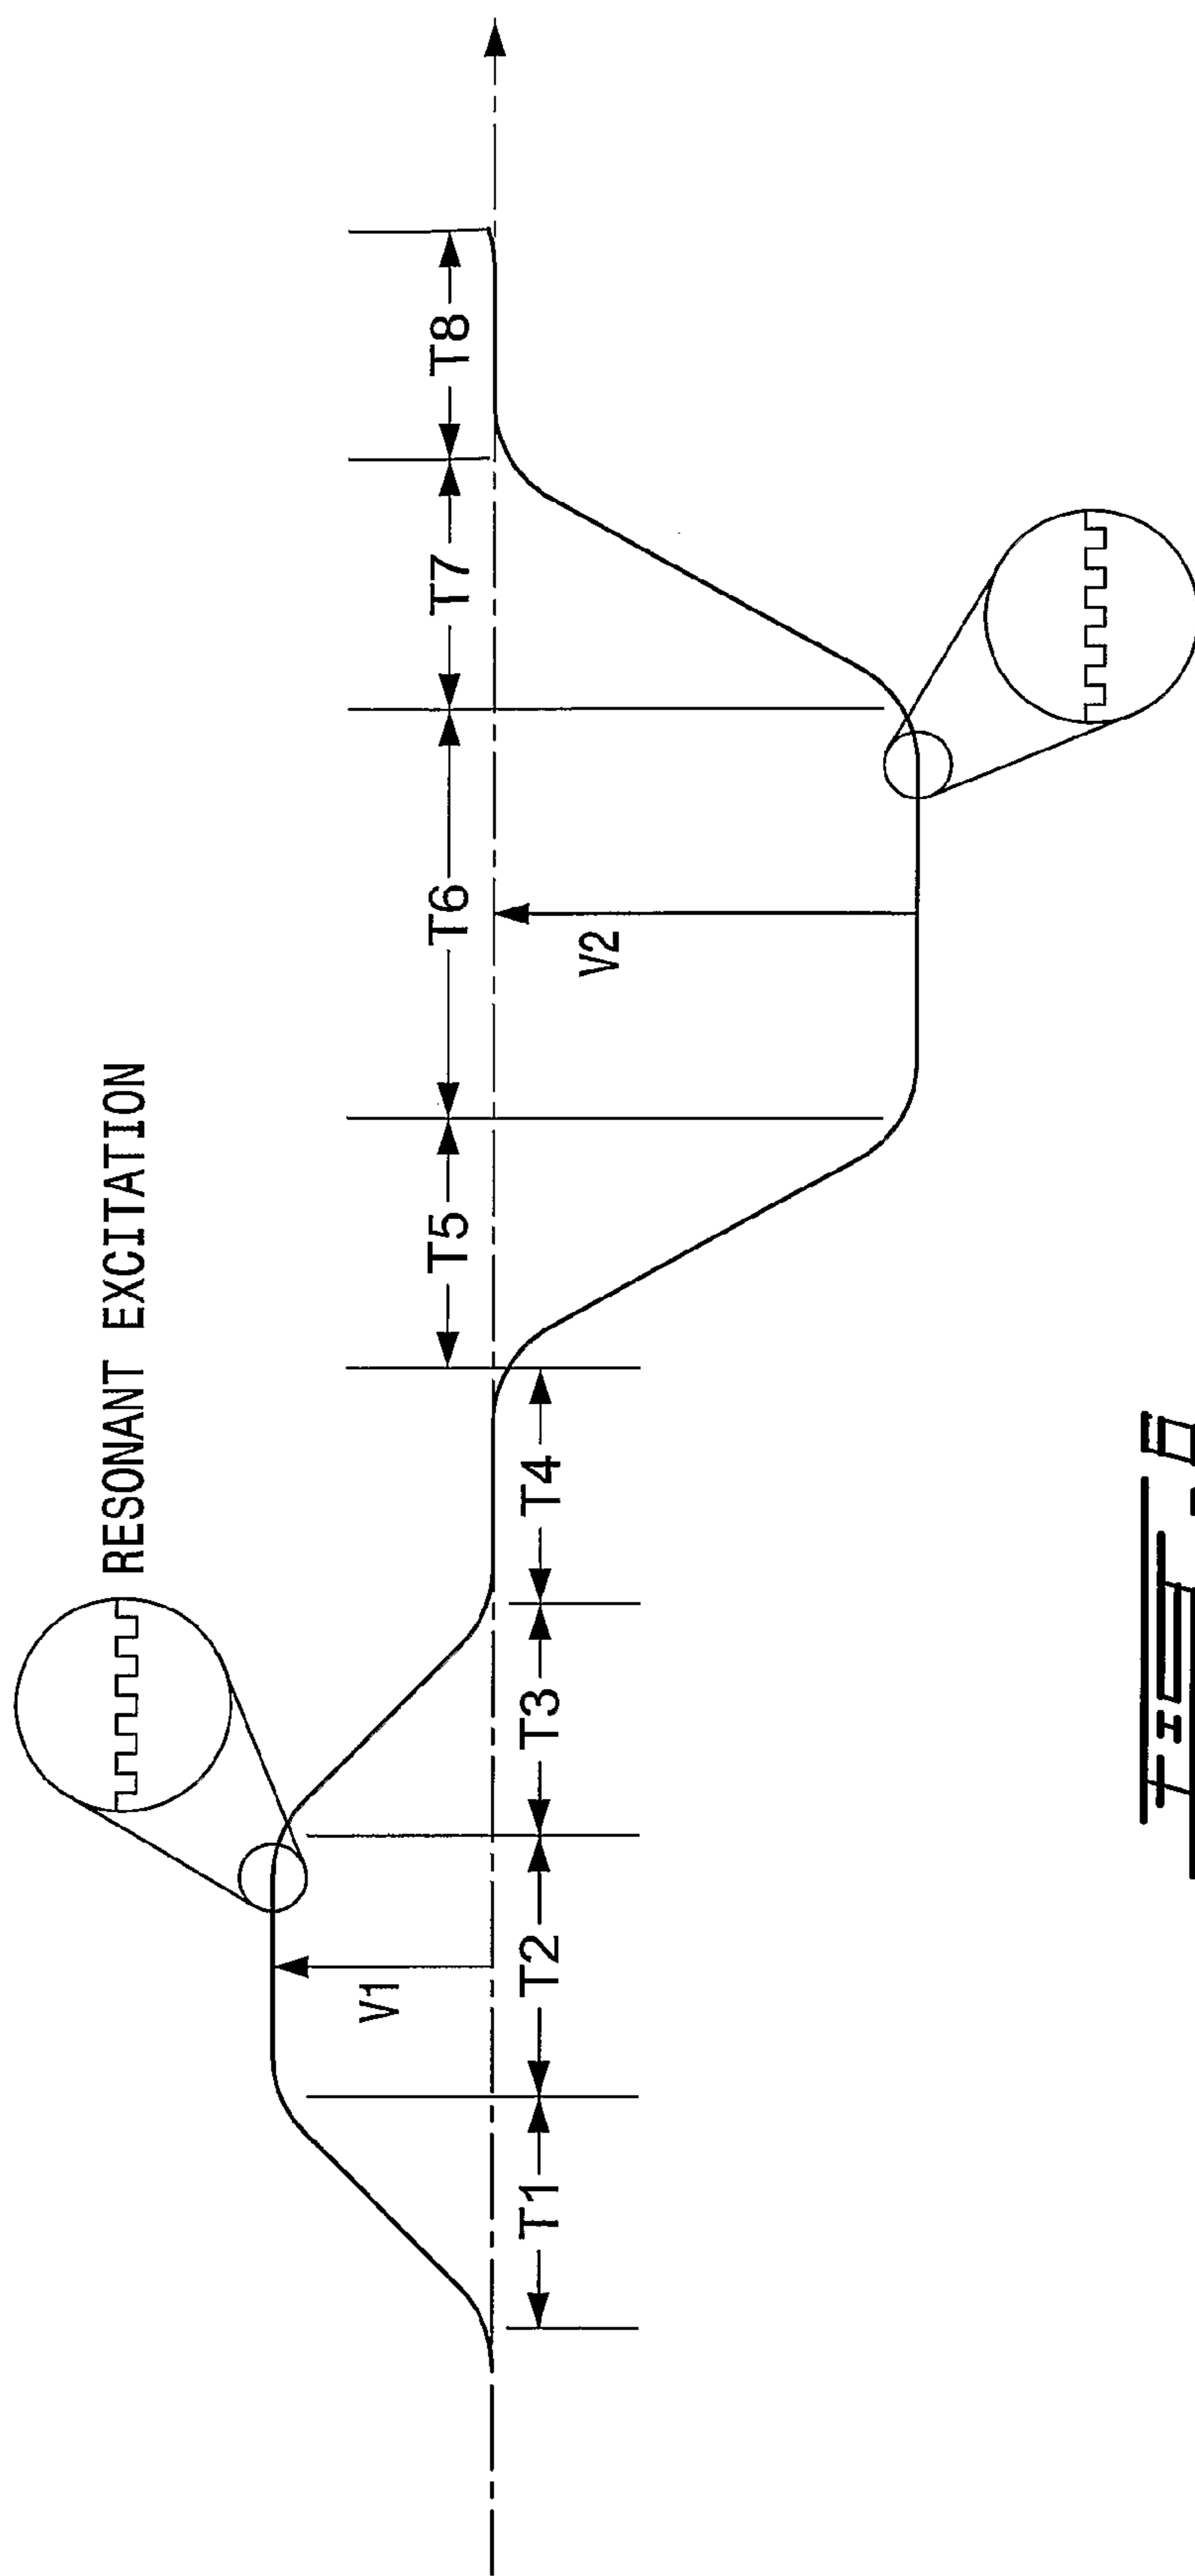 RESONANT EXCITATION
V1
T1
T2
T3
T4
T5
T6
T7
T8
V2